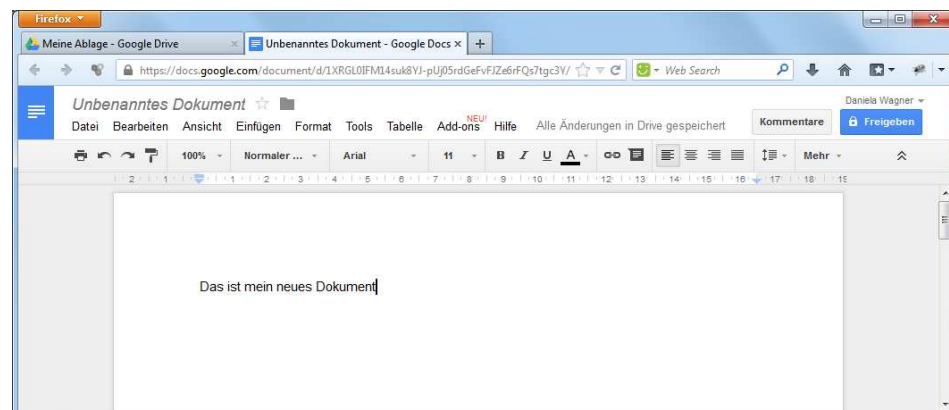 Firefox
Meine Ablage - Google Drive × Unbenanntes Dokument - Google Docs × +
https://docs.google.com/document/d/1XRGL0IFM14suk8YJ-pUj05rdGeFvFJZe6rFQs7tgc3Y/ Web Search
Unbenanntes Dokument Daniela Wagner
NEU!
Datei Bearbeiten Ansicht Einfügen Format Tools Tabelle Add-ons Hilfe Alle Änderungen in Drive gespeichert Kommentare Freigeben
100% Normaler ... Arial 11 B I U A Mehr
2 1 1 2 3 4 5 6 7 8 9 10 11 12 13 14 15 16 17 18 19
Das ist mein neues Dokument